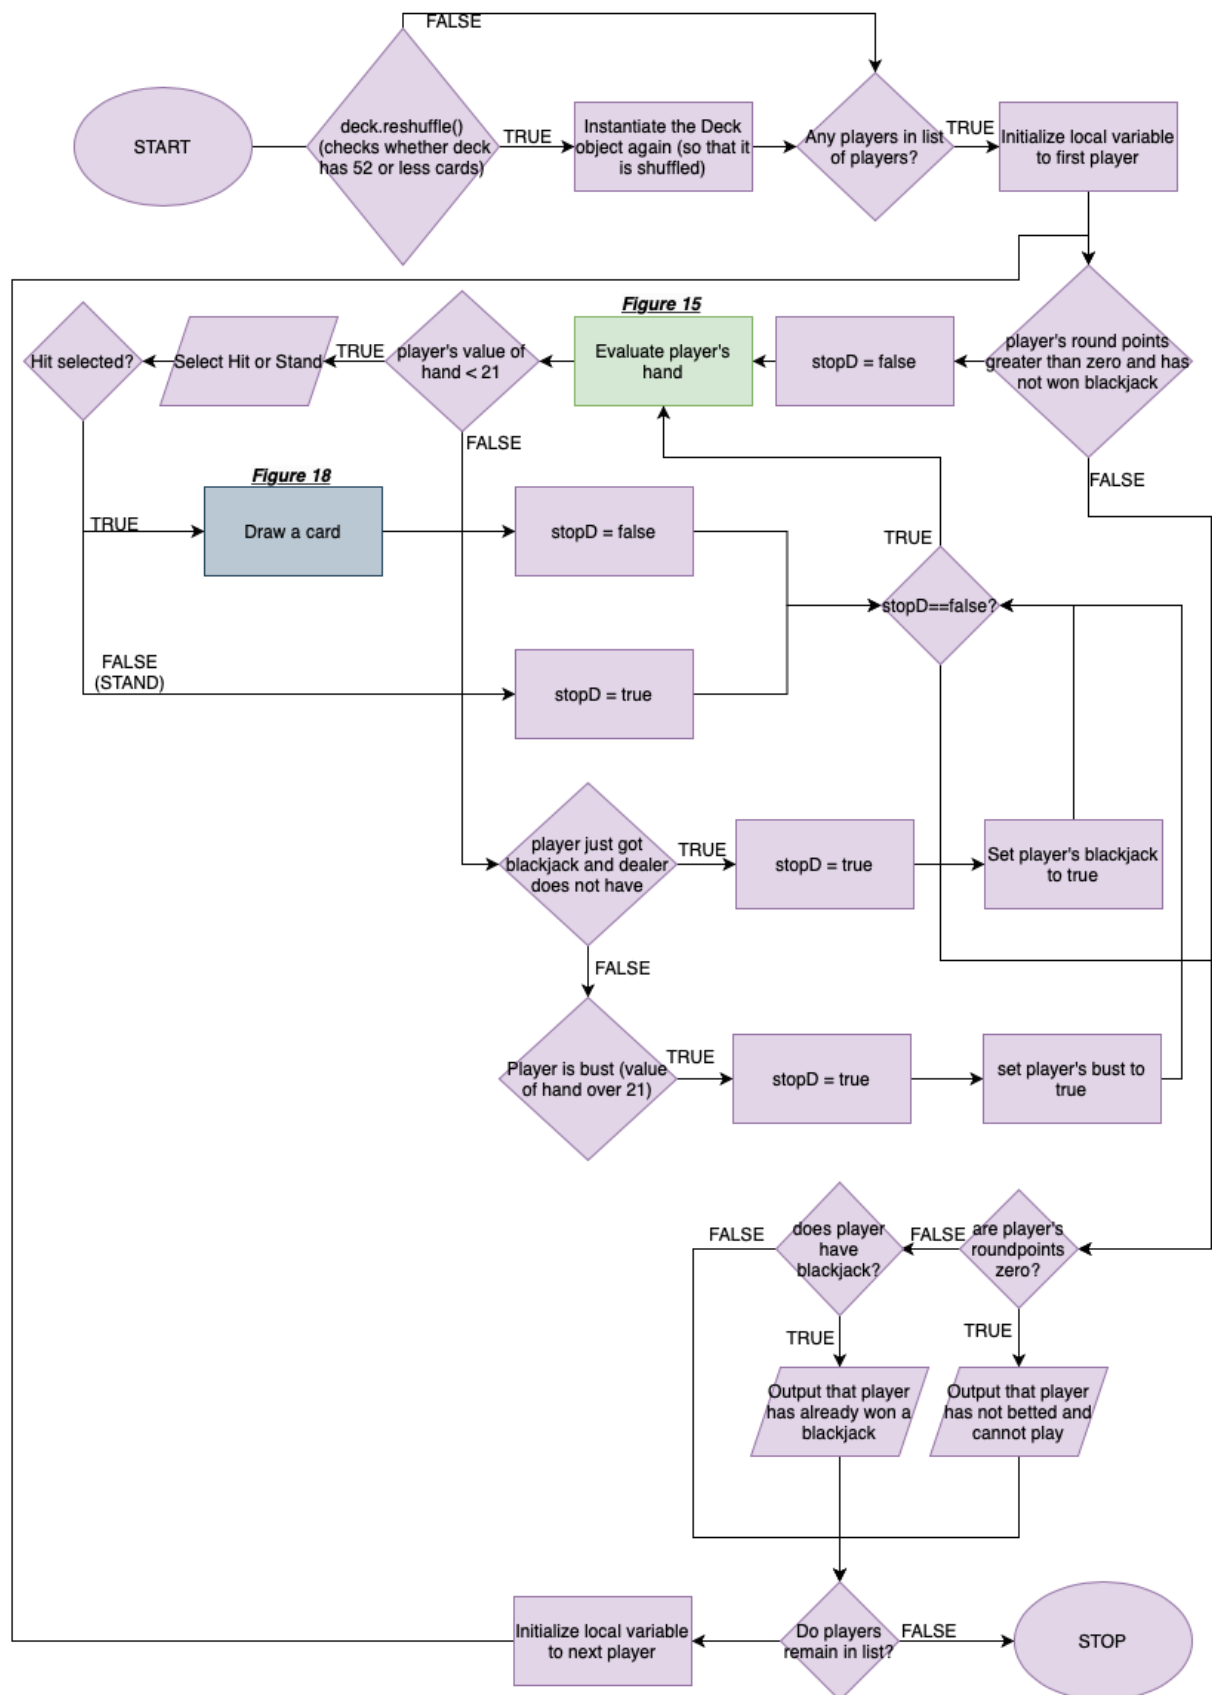 FALSE
START
deck.reshuffle()
(checks whether deck
has 52 or less cards)
TRUE
Instantiate the Deck
object again (so that it
is shuffled)
Any players in list
of players?
TRUE
Initialize local variable
to first player
Hit selected?
Select Hit or Stand
TRUE
player's value of
hand < 21
Figure 15
Evaluate player's
hand
stopD = false
player's round points
greater than zero and has
not won blackjack
FALSE
FALSE
Figure 18
TRUE
Draw a card
stopD = false
TRUE
stopD==false?
FALSE
(STAND)
stopD = true
player just got
blackjack and dealer
does not have
TRUE
stopD = true
Set player's blackjack
to true
FALSE
Player is bust (value
of hand over 21)
TRUE
stopD = true
set player's bust to
true
FALSE
does player
have
blackjack?
FALSE
are player's
roundpoints
zero?
TRUE
TRUE
Output that player
has already won a
blackjack
Output that player
has not betted and
cannot play
Initialize local variable
to next player
Do players
remain in list?
FALSE
STOP